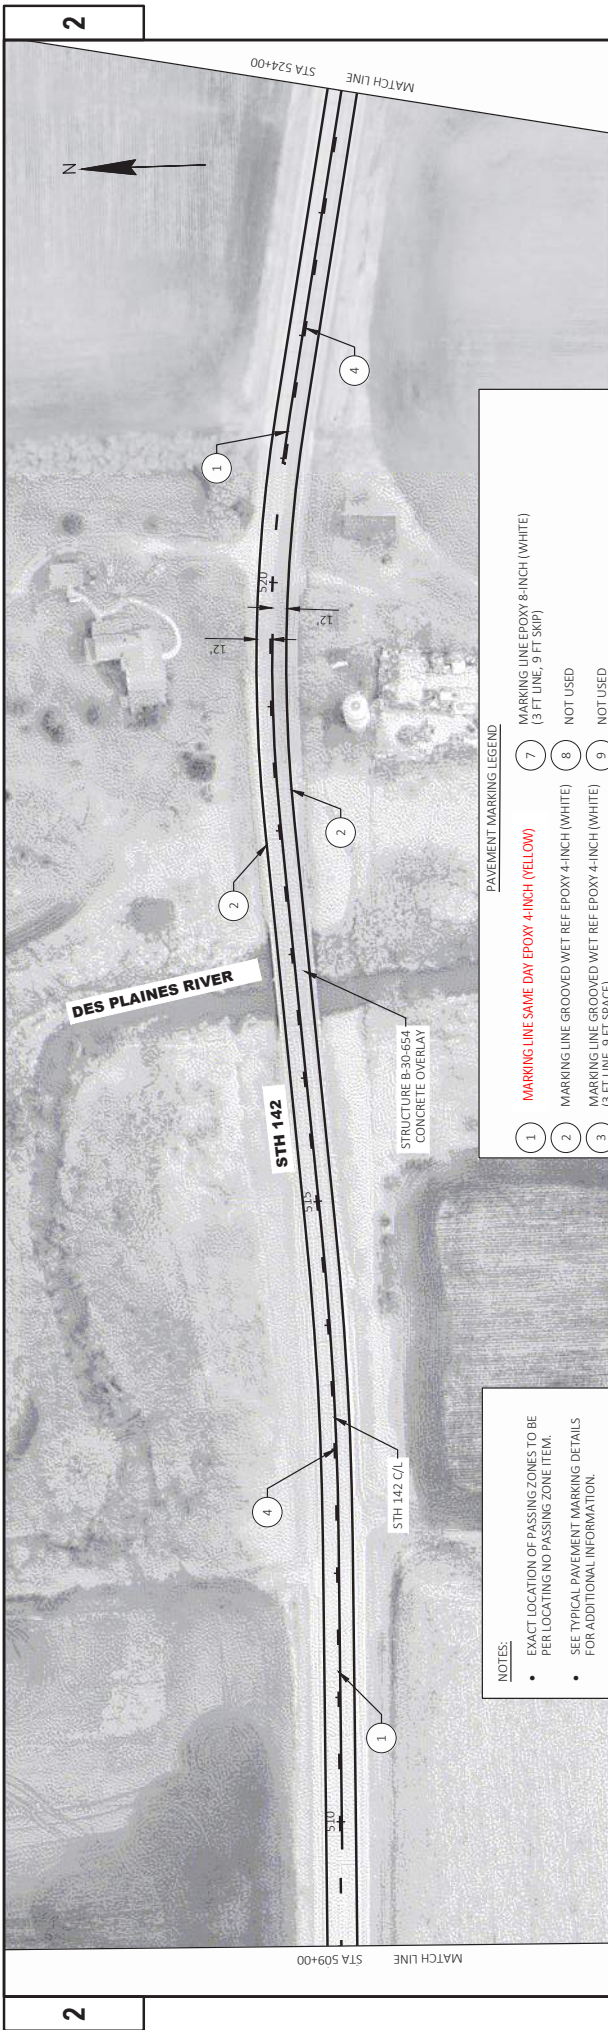 2
2
MATCH LINE
STA 509+00
STA 524+00
MATCH LINE
N
510
515
520
12'
12'
1
4
2
2
1
4
DES PLAINES RIVER
STH 142
STH 142 C/L
STRUCTURE B-30-654
CONCRETE OVERLAY
NOTES:
• EXACT LOCATION OF PASSING ZONES TO BE
PER LOCATING NO PASSING ZONE ITEM.
• SEE TYPICAL PAVEMENT MARKING DETAILS
FOR ADDITIONAL INFORMATION.
PAVEMENT MARKING LEGEND
1 MARKING LINE SAME DAY EPOXY 4-INCH (YELLOW)
2 MARKING LINE GROOVED WET REF EPOXY 4-INCH (WHITE)
3 MARKING LINE GROOVED WET REF EPOXY 4-INCH (WHITE)
(3 FT LINE, 9 FT SPACE)
7 MARKING LINE EPOXY 8-INCH (WHITE)
(3 FT LINE, 9 FT SKIP)
8 NOT USED
9 NOT USED